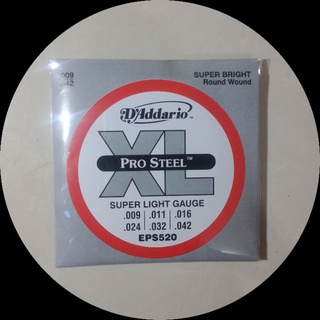 .009
.042
SUPER BRIGHT
Round Wound
D'Addario
XL
PRO STEEL™
SUPER LIGHT GAUGE
.009 .011 .016
.024 .032 .042
EPS520